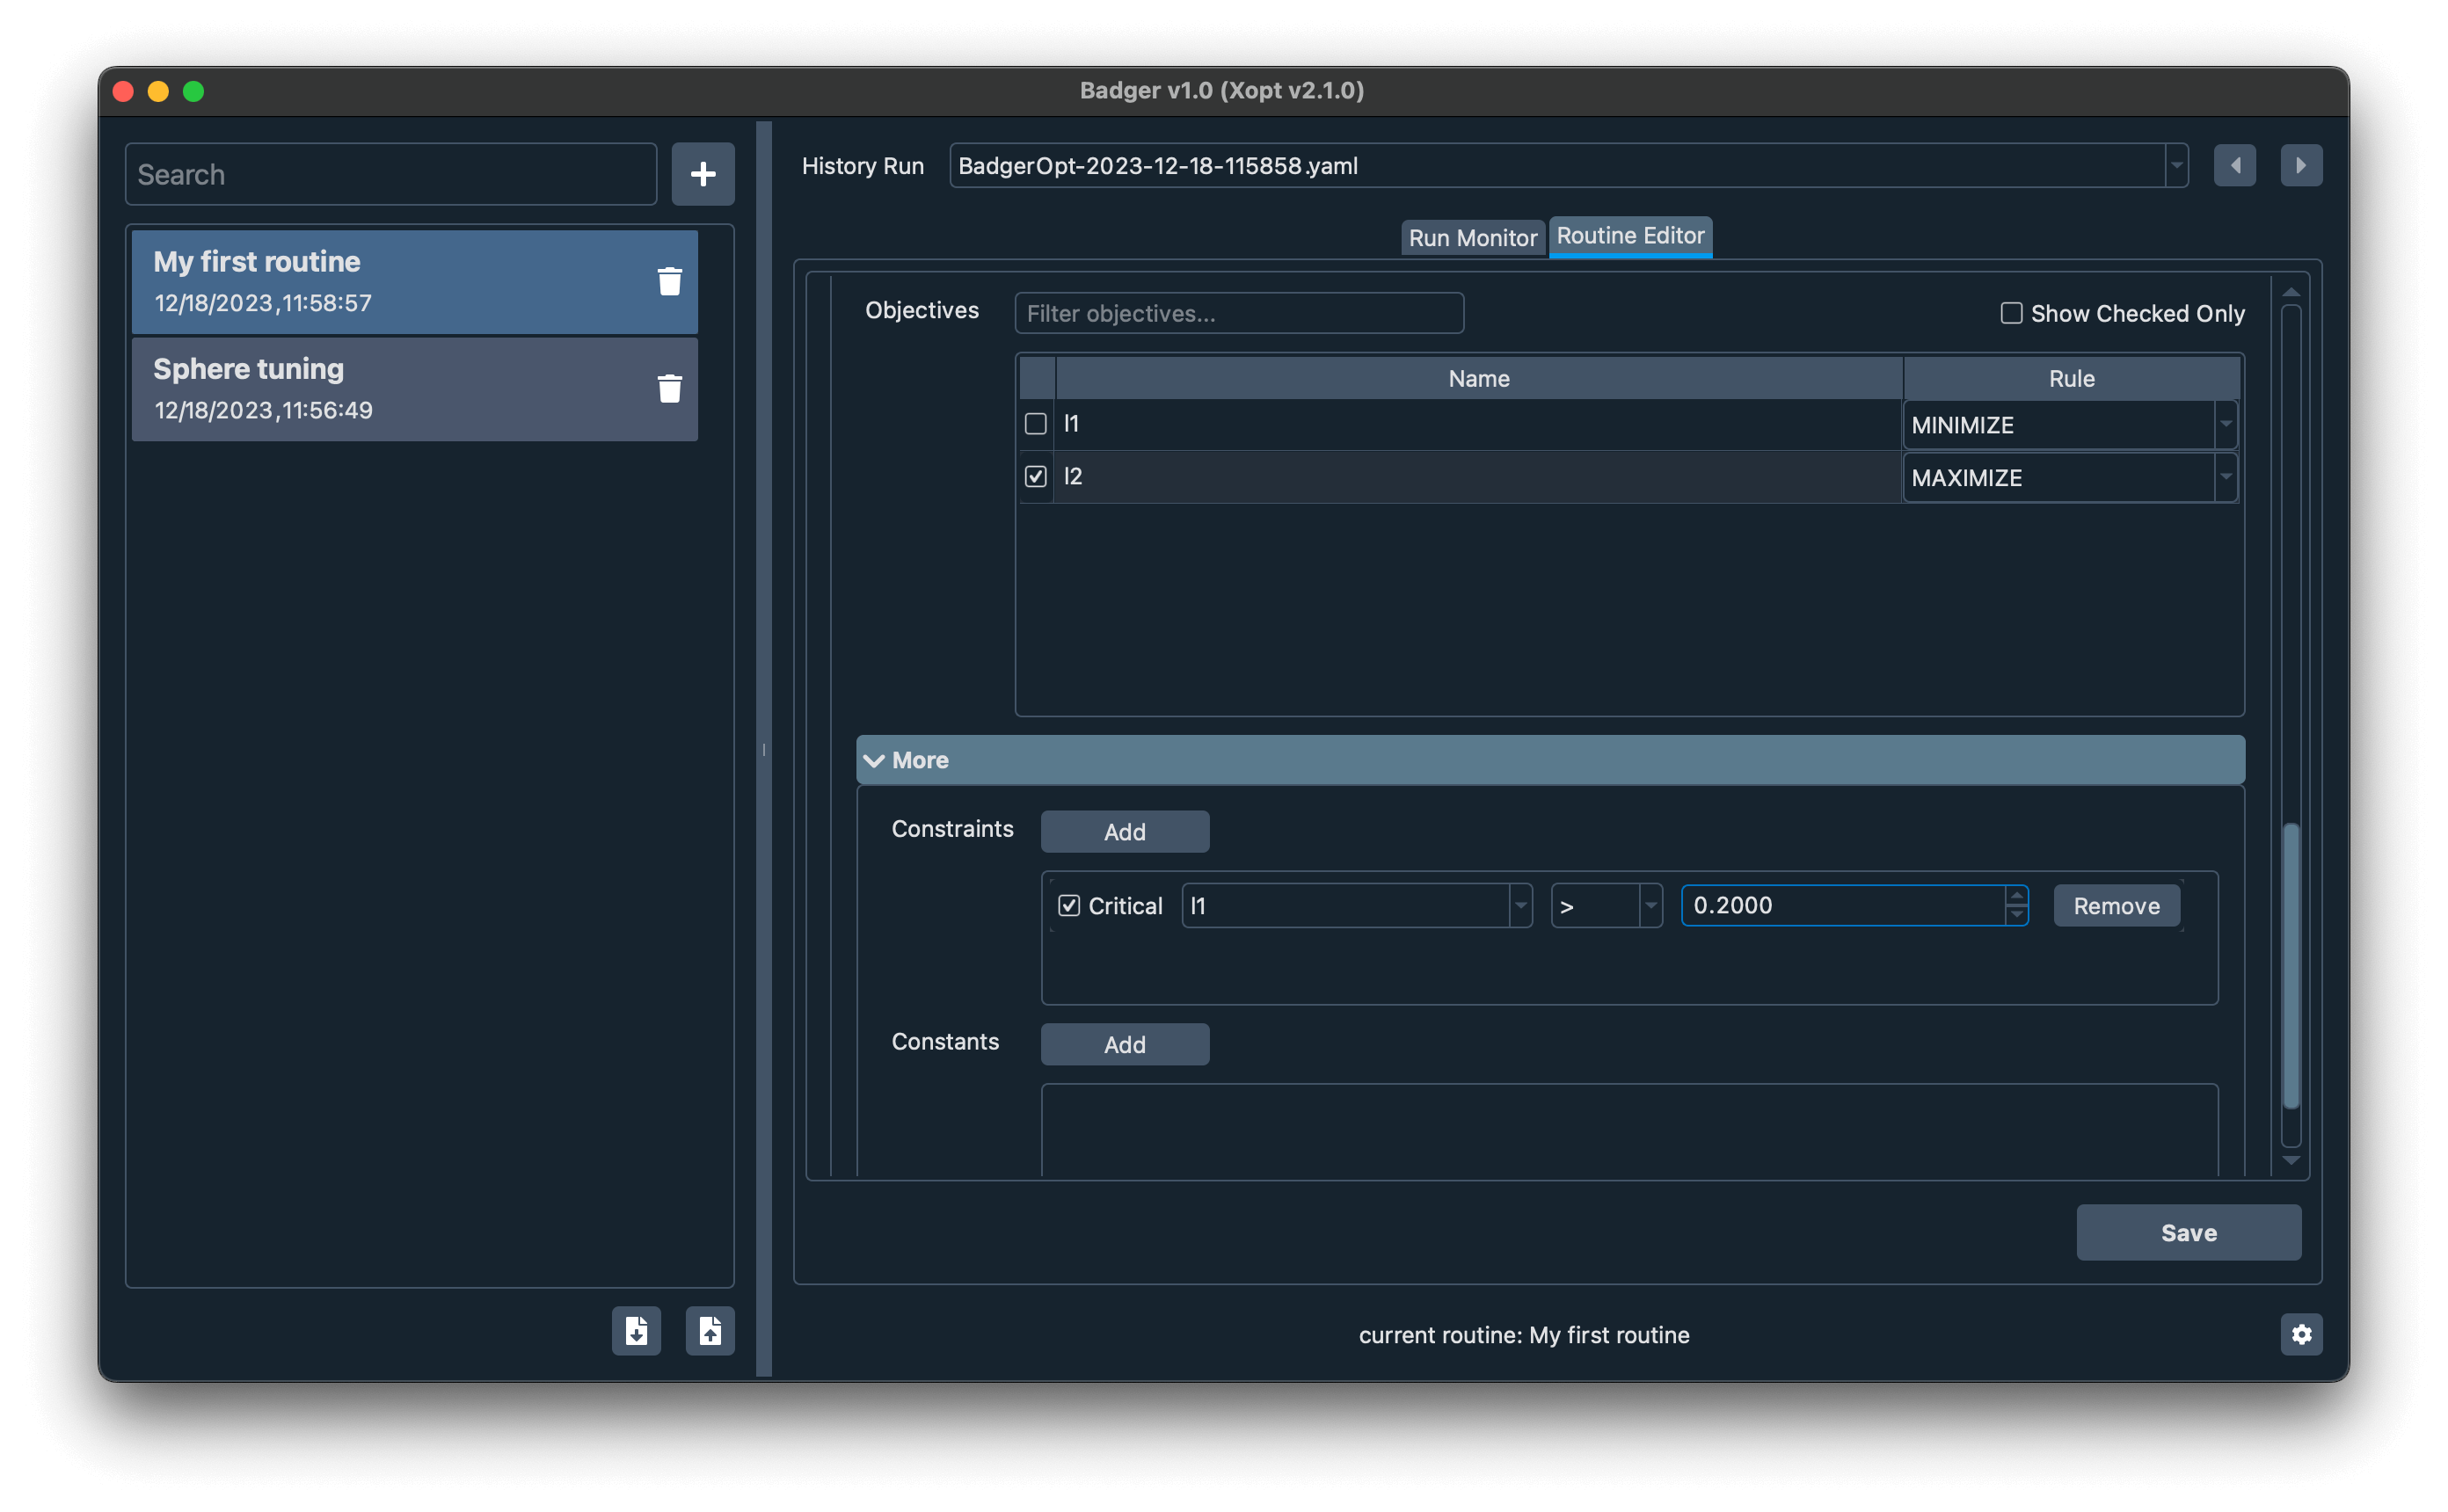 Badger v1.0 (Xopt v2.1.0)
Search
My first routine
12/18/2023,11:58:57
Sphere tuning
12/18/2023,11:56:49
History Run BadgerOpt-2023-12-18-115858.yaml
Run Monitor Routine Editor
Objectives Filter objectives... Show Checked Only
Name Rule
l1 MINIMIZE
l2 MAXIMIZE
More
Constraints Add
Critical l1 > 0.2000 Remove
Constants Add
Save
current routine: My first routine